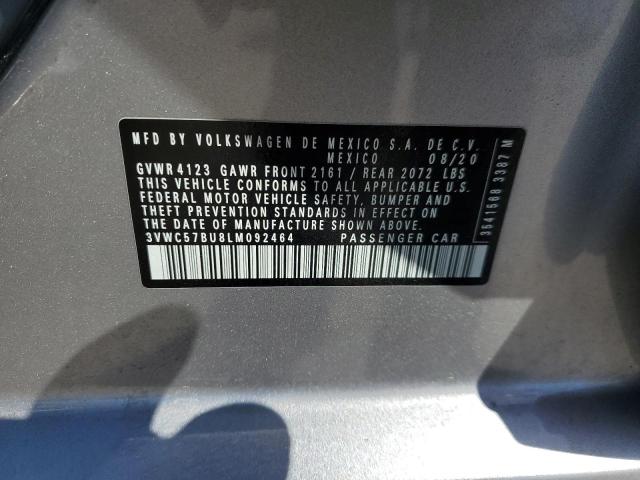 MFD BY VOLKSWAGEN DE MEXICO S.A. DE C.V.
MEXICO 08/20
GVWR 4123 GAWR FRONT 2161 / REAR 2072 LBS
THIS VEHICLE CONFORMS TO ALL APPLICABLE U.S.
FEDERAL MOTOR VEHICLE SAFETY, BUMPER AND
THEFT PREVENTION STANDARDS IN EFFECT ON
THE DATE OF MANUFACTURE SHOWN ABOVE.
3VWC57BU8LM092464 PASSENGER CAR
3541568 3387 M